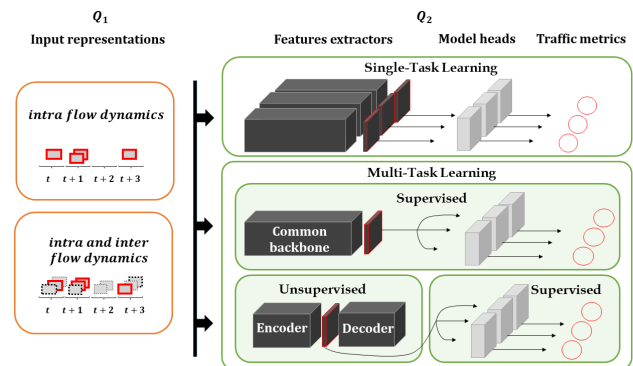 Q1
Q2
Input representations
Features extractors
Model heads
Traffic metrics
intra flow dynamics
t
t + 1
t + 2
t + 3
intra and inter
flow dynamics
t
t + 1
t + 2
t + 3
Single-Task Learning
Multi-Task Learning
Supervised
Common
backbone
Unsupervised
Encoder
Decoder
Supervised